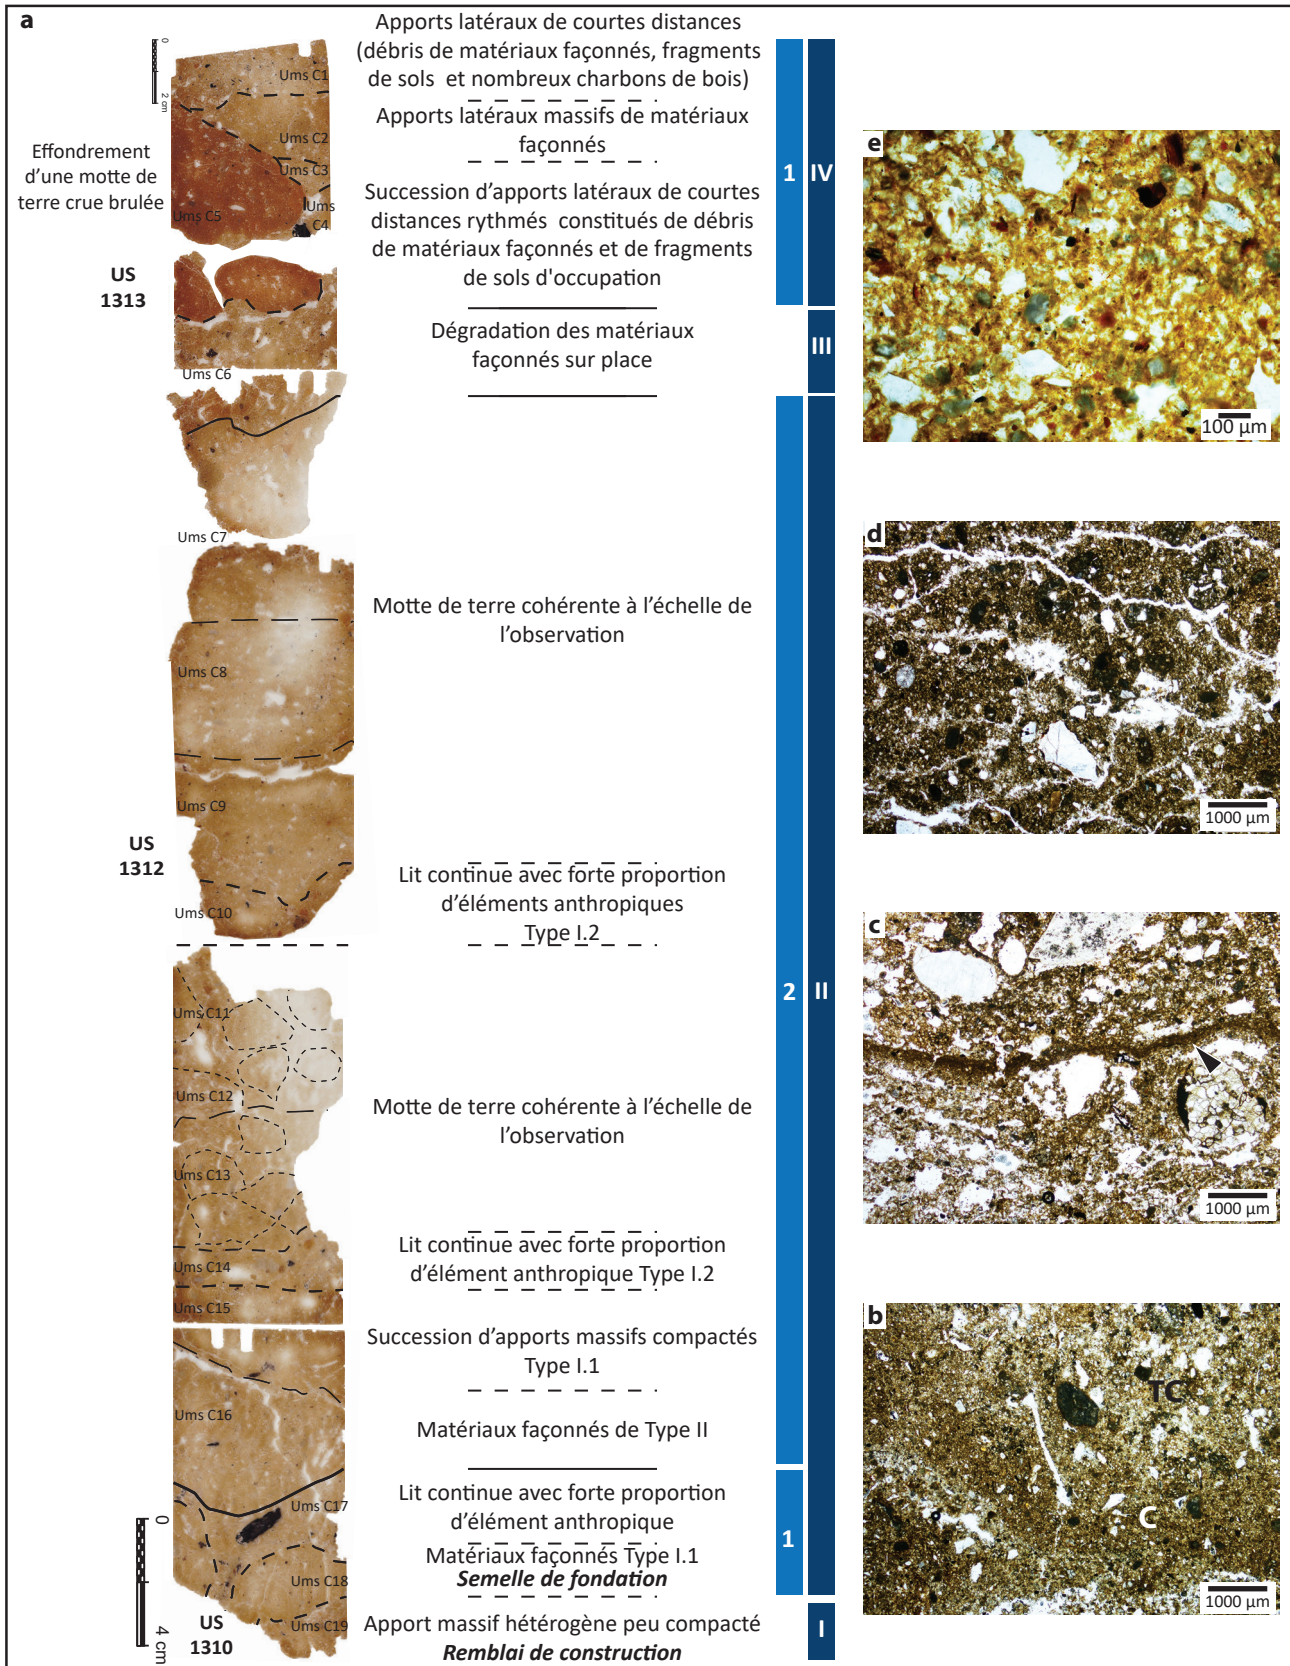 a
0
2 cm
Ums C1
Ums C2
Ums C3
Ums
C4
Ums C5
Effondrement
d'une motte de
terre crue brulée
US
1313
Ums C6
Ums C7
Ums C8
Ums C9
US
1312
Ums C10
Ums C11
Ums C12
Ums C13
Ums C14
Ums C15
Ums C16
Ums C17
Ums C18
Ums C19
US
1310
0
4 cm
Apports latéraux de courtes distances
(débris de matériaux façonnés, fragments
de sols et nombreux charbons de bois)
Apports latéraux massifs de matériaux
façonnés
Succession d'apports latéraux de courtes
distances rythmés constitués de débris
de matériaux façonnés et de fragments
de sols d'occupation
Dégradation des matériaux
façonnés sur place
Motte de terre cohérente à l'échelle de
l'observation
Lit continue avec forte proportion
d'éléments anthropiques
Type I.2
Motte de terre cohérente à l'échelle de
l'observation
Lit continue avec forte proportion
d'élément anthropique Type I.2
Succession d'apports massifs compactés
Type I.1
Matériaux façonnés de Type II
Lit continue avec forte proportion
d'élément anthropique
Matériaux façonnés Type I.1
Semelle de fondation
Apport massif hétérogène peu compacté
Remblai de construction
1
IV
III
2
II
1
I
e
100 µm
d
1000 µm
c
1000 µm
b
TC
C
1000 µm